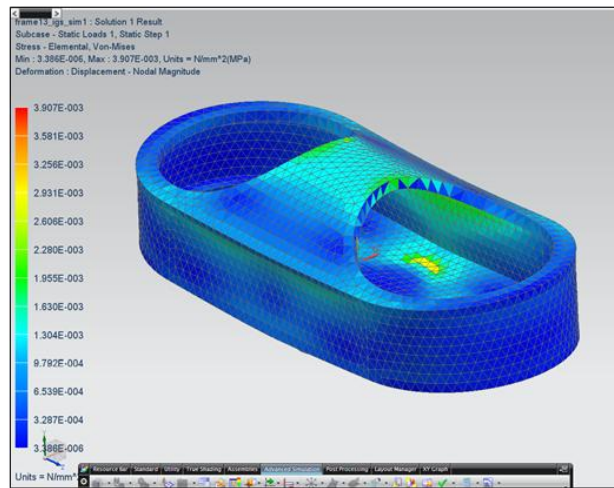 frame13_igs_sim1 : Solution 1 Result
Subcase - Static Loads 1, Static Step 1
Stress - Elemental, Von-Mises
Min : 3.386E-006, Max : 3.907E-003, Units = N/mm^2(MPa)
Deformation : Displacement - Nodal Magnitude
3.907E-003
3.581E-003
3.256E-003
2.931E-003
2.606E-003
2.280E-003
1.955E-003
1.630E-003
1.304E-003
9.792E-004
6.539E-004
3.287E-004
3.386E-006
Units = N/mm^
Resource Bar Standard Utility True Shading Assemblies Advanced Simulation Post Processing Layout Manager XY Graph